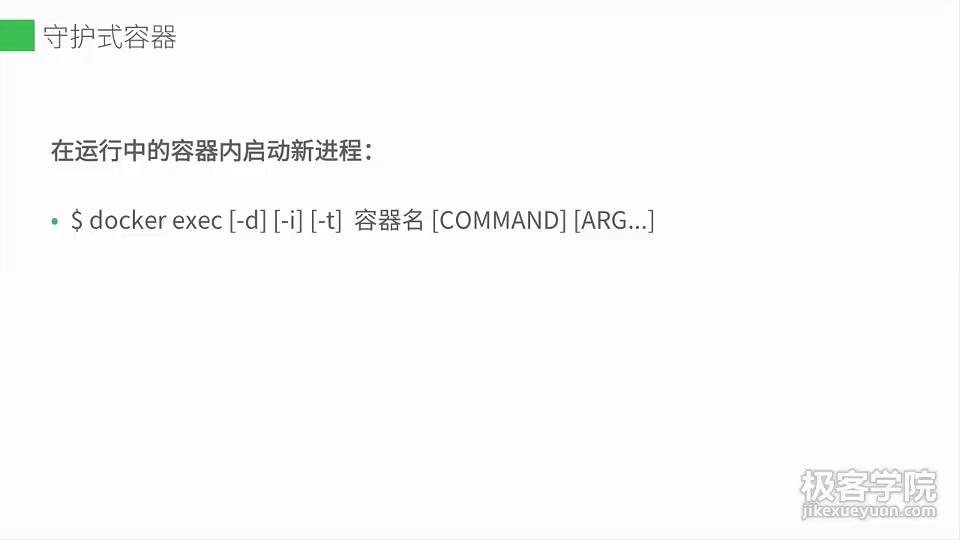 守护式容器
在运行中的容器内启动新进程：
• $ docker exec [-d] [-i] [-t] 容器名 [COMMAND] [ARG...]
极客学院
jikexueyuan.com